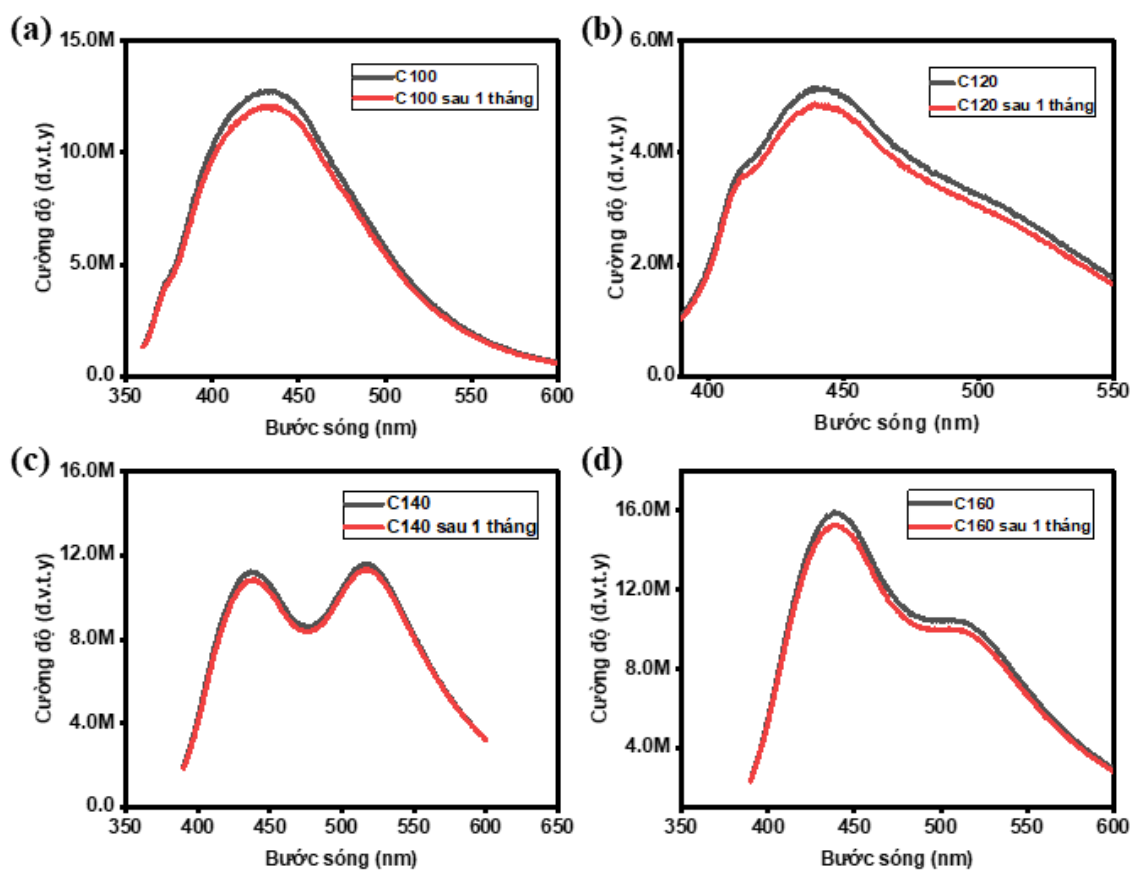 (a)
15.0M
10.0M
5.0M
0.0
Cường độ (đ.v.t.y)
C100
C100 sau 1 tháng
350 400 450 500 550 600
Bước sóng (nm)
(b)
6.0M
4.0M
2.0M
0.0
Cường độ (đ.v.t.y)
C120
C120 sau 1 tháng
400 450 500 550
Bước sóng (nm)
(c)
16.0M
12.0M
8.0M
4.0M
0.0
Cường độ (đ.v.t.y)
C140
C140 sau 1 tháng
350 400 450 500 550 600 650
Bước sóng (nm)
(d)
16.0M
12.0M
8.0M
4.0M
Cường độ (đ.v.t.y)
C160
C160 sau 1 tháng
350 400 450 500 550 600
Bước sóng (nm)